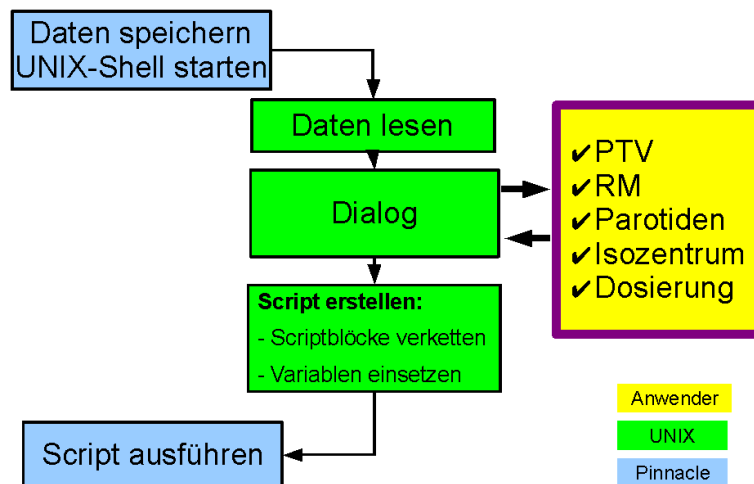 Daten speichern
UNIX-Shell starten
Daten lesen
Dialog
✔PTV
✔RM
✔Parotiden
✔Isozentrum
✔Dosierung
Script erstellen:
- Scriptblöcke verketten
- Variablen einsetzen
Script ausführen
Anwender
UNIX
Pinnacle